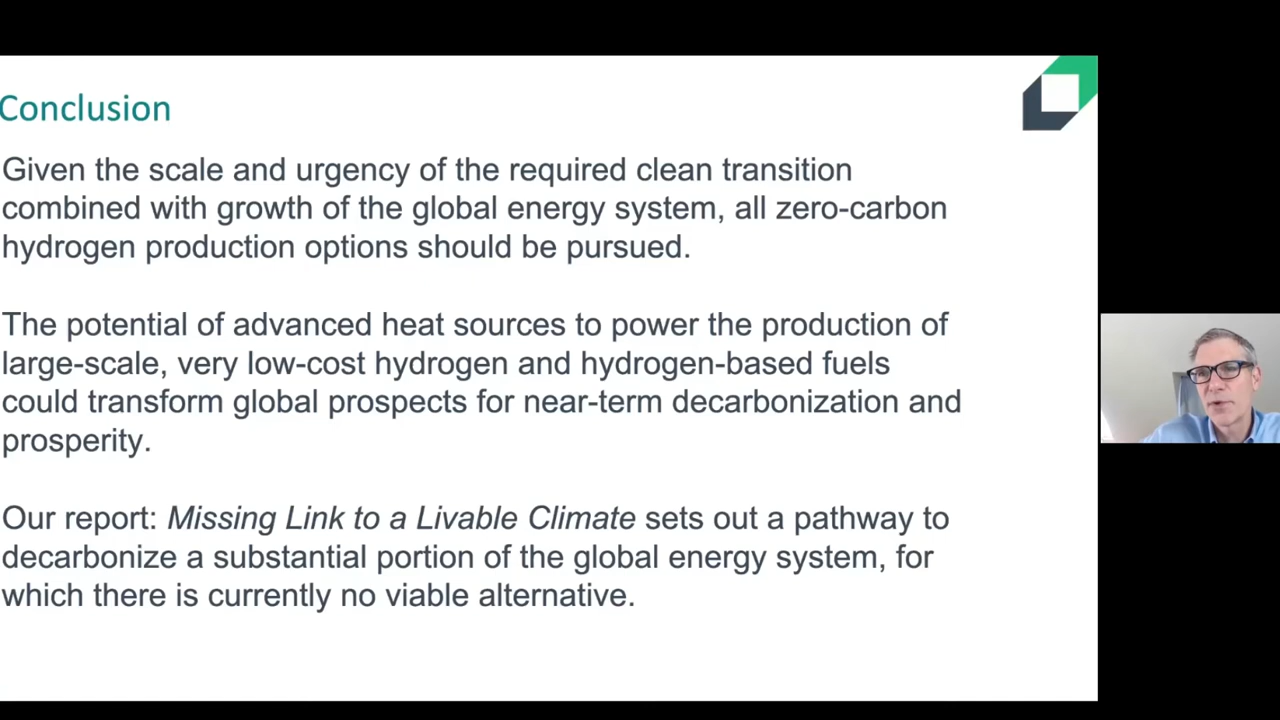 Conclusion
Given the scale and urgency of the required clean transition
combined with growth of the global energy system, all zero-carbon
hydrogen production options should be pursued.
The potential of advanced heat sources to power the production of
large-scale, very low-cost hydrogen and hydrogen-based fuels
could transform global prospects for near-term decarbonization and
prosperity.
Our report: Missing Link to a Livable Climate sets out a pathway to
decarbonize a substantial portion of the global energy system, for
which there is currently no viable alternative.